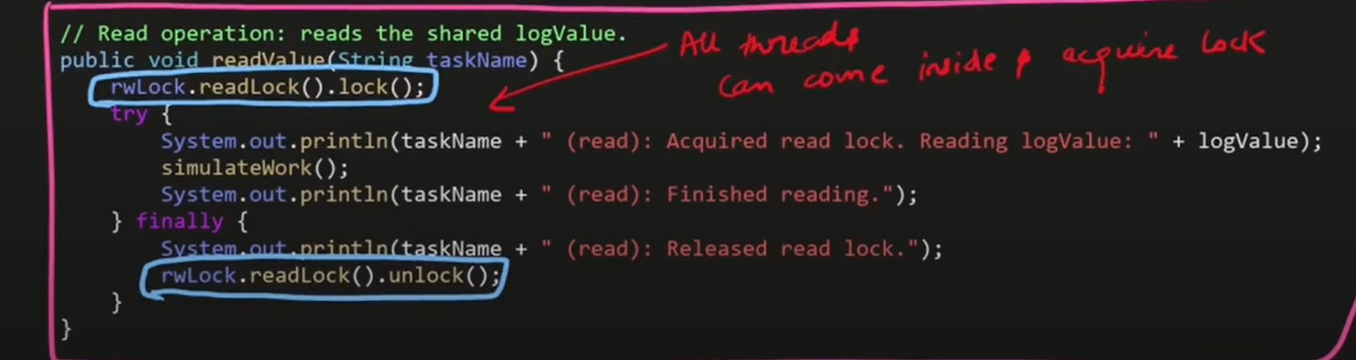 // Read operation: reads the shared logValue.
public void readValue(String taskName) {
rwLock.readLock().lock();
try {
System.out.println(taskName + " (read): Acquired read lock. Reading logValue: " + logValue);
simulateWork();
System.out.println(taskName + " (read): Finished reading.");
} finally {
System.out.println(taskName + " (read): Released read lock.");
rwLock.readLock().unlock();
}
}
All threads
can come inside & acquire lock